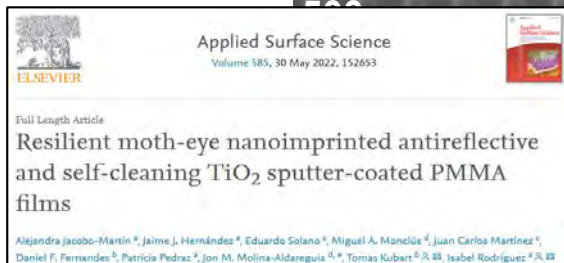 Applied Surface Science
Volume 585, 30 May 2022, 152653
ELSEVIER
Full Length Article
Resilient moth-eye nanoimprinted antireflective
and self-cleaning TiO₂ sputter-coated PMMA
films
Alejandra Jacobo-Martín ᵃ, Jaime J. Hernández ᵃ, Eduardo Solano ᶜ, Miguel A. Monclús ᵈ, Juan Carlos Martínez ᶜ,
Daniel F. Fernandes ᵇ, Patricia Pedraz ᵃ, Jon M. Molina-Aldareguia ᵈ, ᵉ, Tomas Kubart ᵇ, Isabel Rodríguez ᵃ